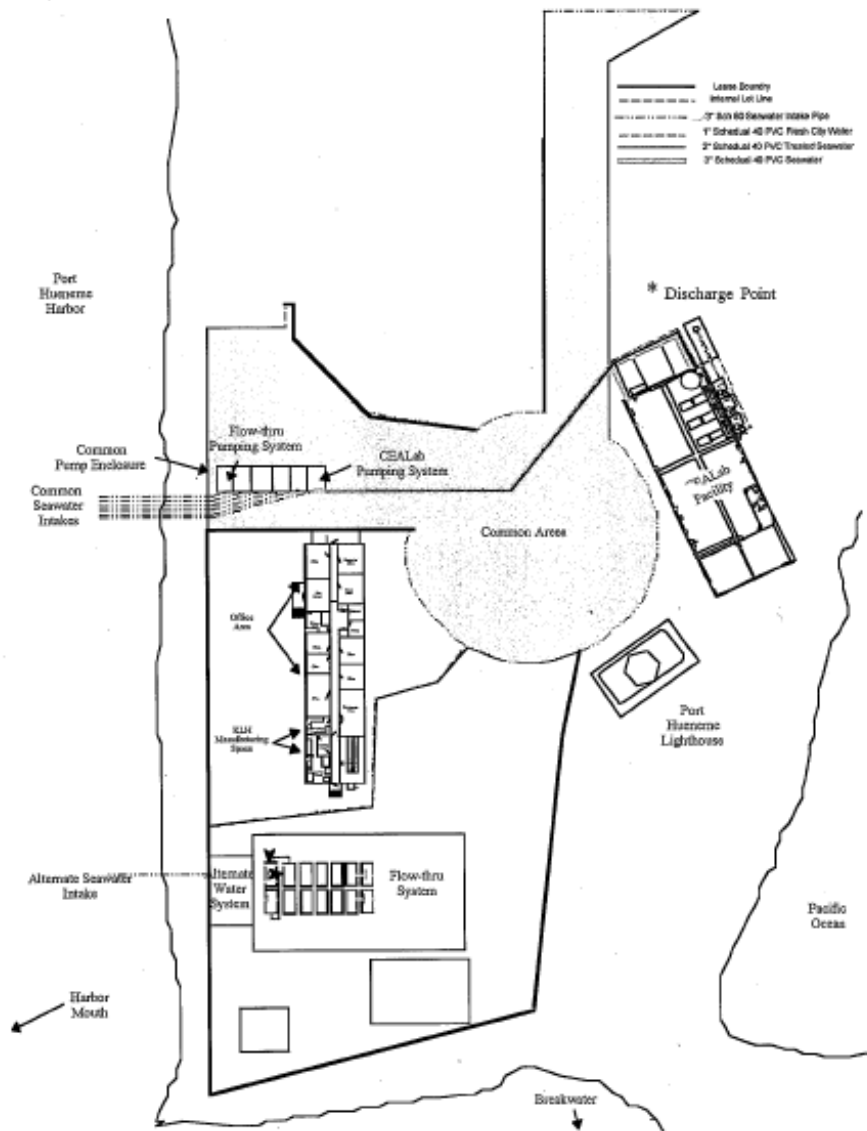 Lease Boundry
Internal Lot Line
3" Sch 80 Seawater Intake Pipe
1" Schedual 40 PVC Fresh City Water
2" Schedual 40 PVC Treated Seawater
3" Schedual 40 PVC Seawater
Port
Hueneme
Harbor
* Discharge Point
Flow-thru
Pumping System
Common
Pump Enclosure
CEALab
Pumping System
Common
Seawater
Intakes
ALab
Facility
Common Areas
Office
Area
Port
Hueneme
Lighthouse
KLH
Manufacturing
Space
Alternate Seawater
Intake
Alternate
Water
System
Flow-thru
System
Pacific
Ocean
Harbor
Mouth
Breakwater